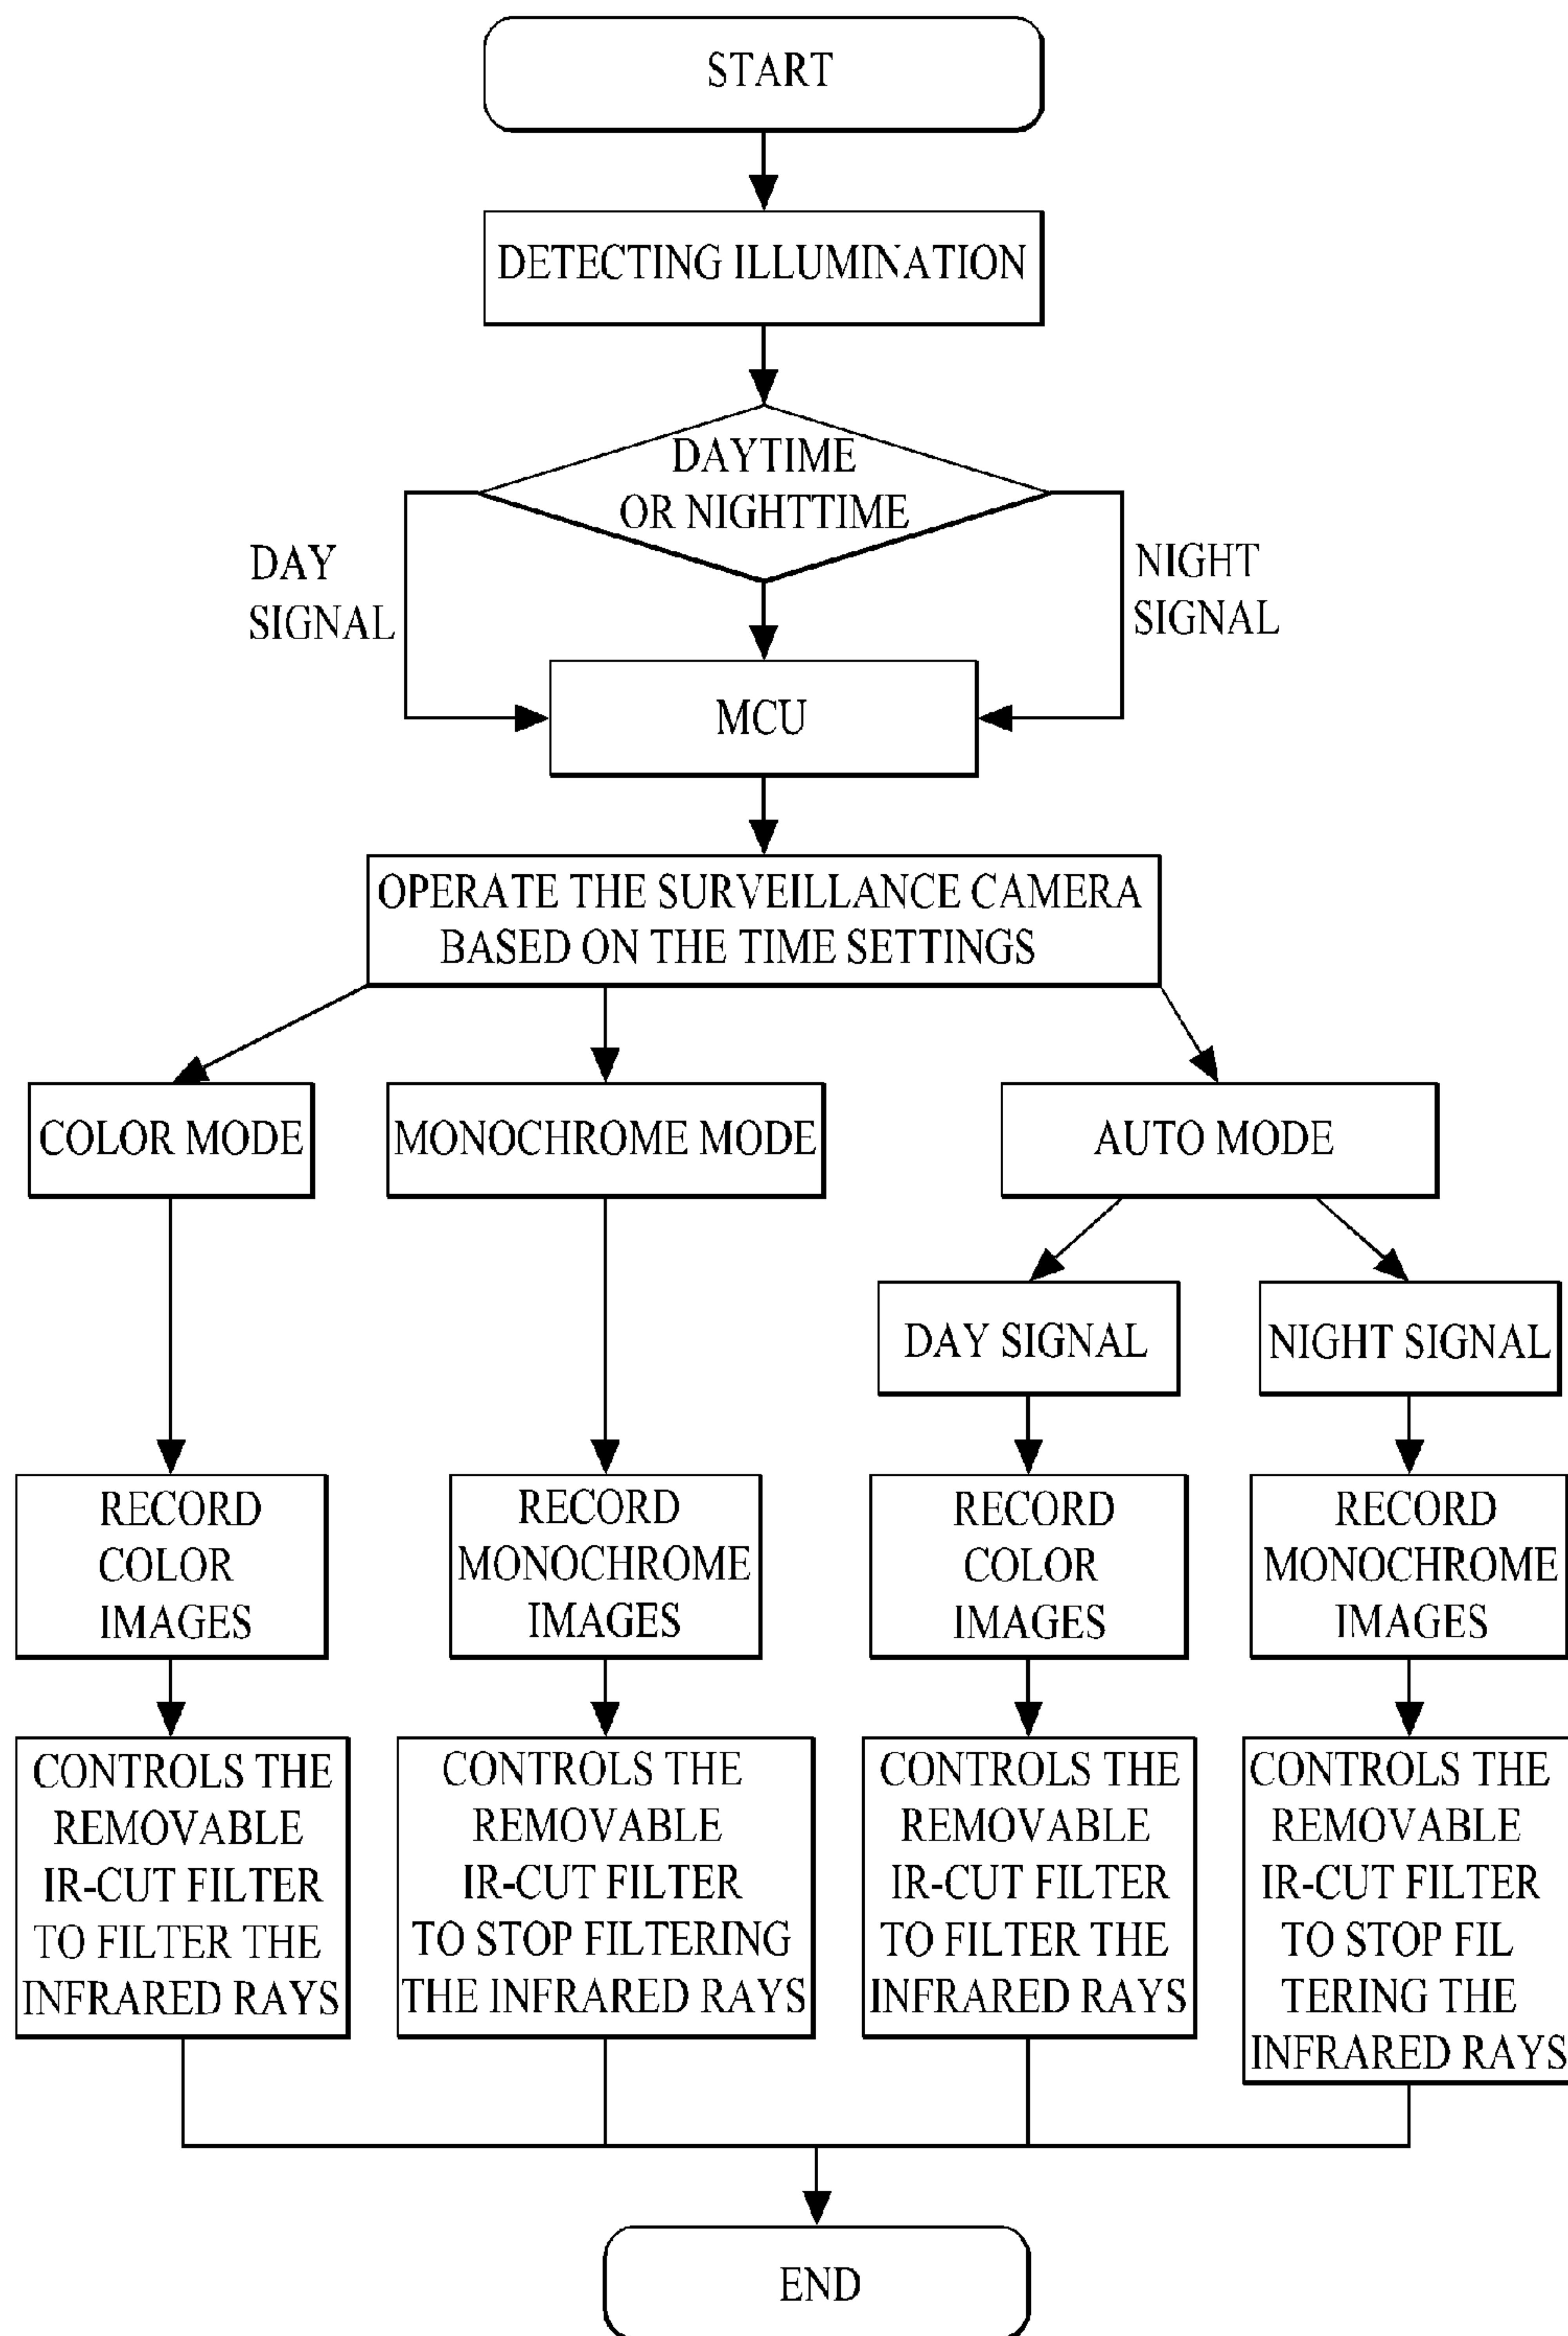 START
DETECTING ILLUMINATION
DAYTIME
OR NIGHTTIME
DAY
SIGNAL
NIGHT
SIGNAL
MCU
OPERATE THE SURVEILLANCE CAMERA
BASED ON THE TIME SETTINGS
COLOR MODE
MONOCHROME MODE
AUTO MODE
DAY SIGNAL
NIGHT SIGNAL
RECORD
COLOR
IMAGES
RECORD
MONOCHROME
IMAGES
RECORD
COLOR
IMAGES
RECORD
MONOCHROME
IMAGES
CONTROLS THE
REMOVABLE
IR-CUT FILTER
TO FILTER THE
INFRARED RAYS
CONTROLS THE
REMOVABLE
IR-CUT FILTER
TO STOP FILTERING
THE INFRARED RAYS
CONTROLS THE
REMOVABLE
IR-CUT FILTER
TO FILTER THE
INFRARED RAYS
CONTROLS THE
REMOVABLE
IR-CUT FILTER
TO STOP FIL
TERING THE
INFRARED RAYS
END